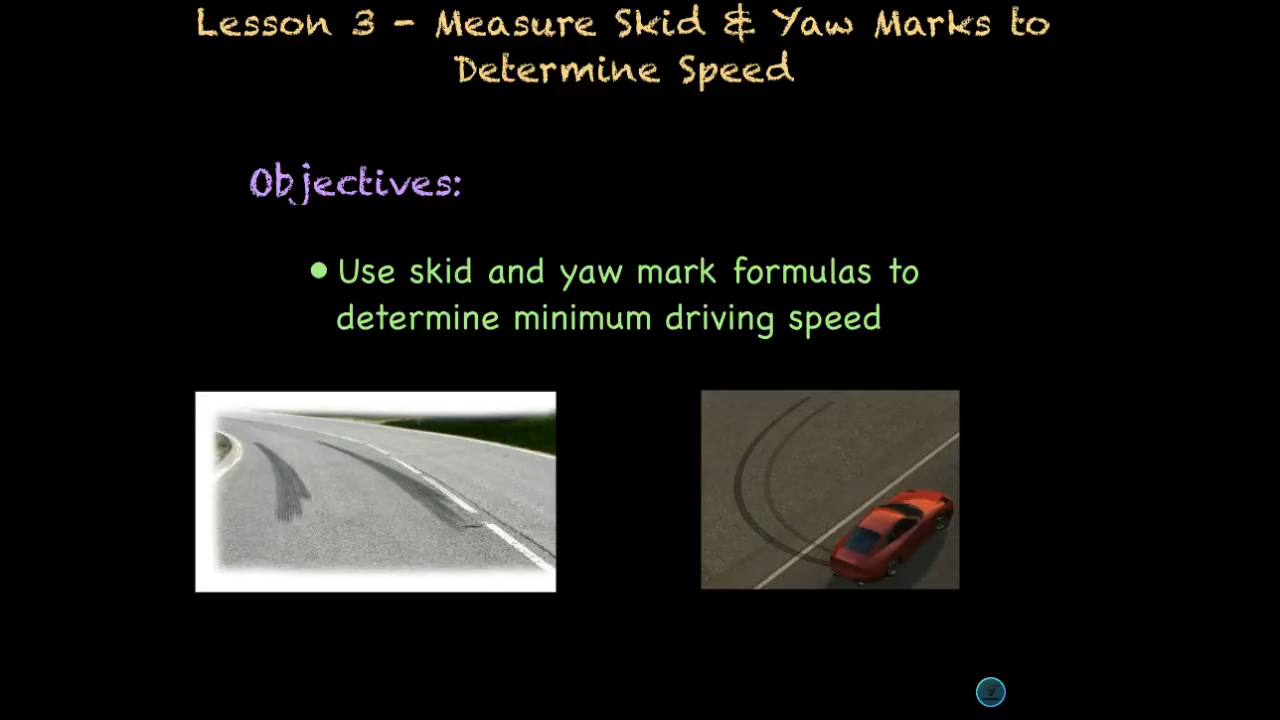 Lesson 3 - Measure Skid & Yaw Marks to
Determine Speed
Objectives:
• Use skid and yaw mark formulas to
determine minimum driving speed